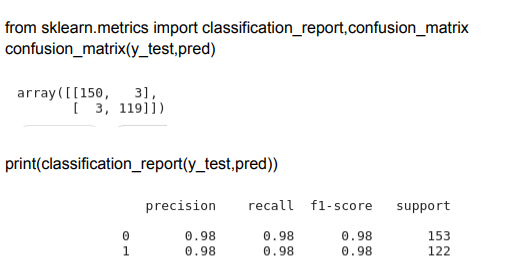 from sklearn.metrics import classification_report,confusion_matrix
confusion_matrix(y_test,pred)
array([[150,   3],
       [  3, 119]])
print(classification_report(y_test,pred))
precision    recall  f1-score   support
0       0.98      0.98      0.98       153
1       0.98      0.98      0.98       122